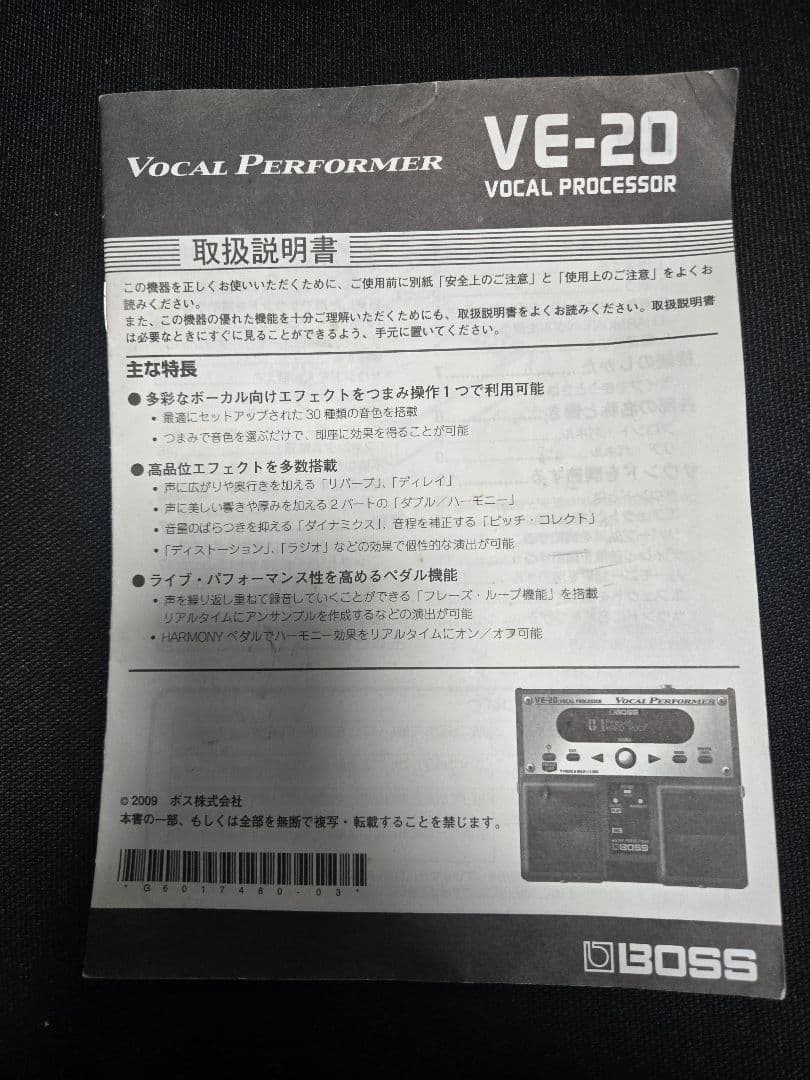 VOCAL PERFORMER
VE-20
VOCAL PROCESSOR
取扱説明書
この機器を正しくお使いいただくために、ご使用前に別紙「安全上のご注意」と「使用上のご注意」をよくお
読みください。
また、この機器の優れた機能を十分ご理解いただくためにも、取扱説明書をよくお読みください。取扱説明書
は必要なときにすぐに見ることができるよう、手元に置いてください。
主な特長
● 多彩なボーカル向けエフェクトをつまみ操作1つで利用可能
・ 最適にセットアップされた 30 種類の音色を搭載
・ つまみで音色を選ぶだけで、即座に効果を得ることが可能
● 高品位エフェクトを多数搭載
・ 声に広がりや奥行きを加える「リバーブ」、「ディレイ」
・ 声に美しい響きや厚みを加える 2 パートの「ダブル/ハーモニー」
・ 音量のばらつきを抑える「ダイナミクス」、音程を補正する「ピッチ・コレクト」
・ 「ディストーション」、「ラジオ」などの効果で個性的な演出が可能
● ライブ・パフォーマンス性を高めるペダル機能
・ 声を繰り返し重ねて録音していくことができる「フレーズ・ループ機能」を搭載
リアルタイムにアンサンブルを作成するなどの演出が可能
・ HARMONY ペダルでハーモニー効果をリアルタイムにオン/オフ可能
VE-20 VOCAL PROCESSOR VOCAL PERFORMER
BOSS
01
HARD ROCK
BOSS
© 2009 ボス株式会社
本書の一部、もしくは全部を無断で複写・転載することを禁じます。
* G 6 0 1 7 4 8 0 - 0 3 *
BOSS